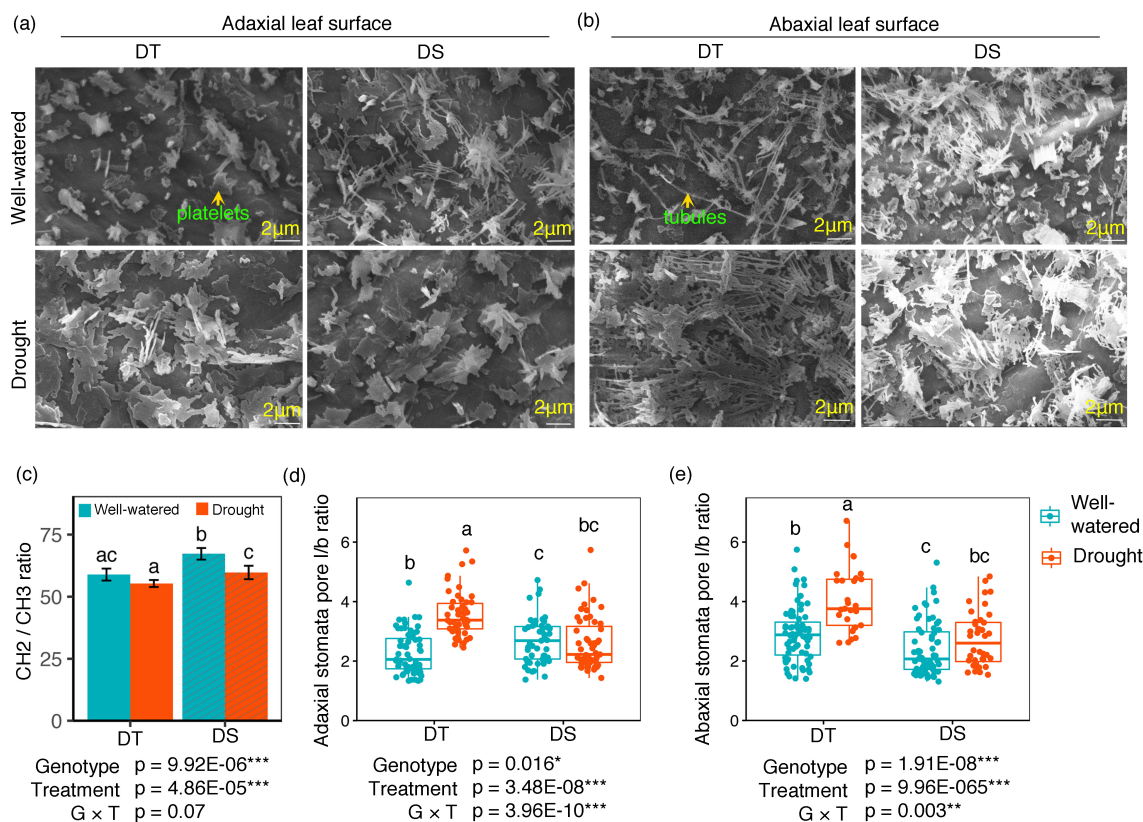 (a)
Adaxial leaf surface
DT
DS
(b)
Abaxial leaf surface
DT
DS
Well-watered
Drought
platelets
2μm
2μm
tubules
2μm
2μm
2μm
2μm
2μm
2μm
(c)
CH2 / CH3 ratio
Well-watered
Drought
75
50
25
0
ac
a
b
c
DT
DS
Genotype p = 9.92E-06***
Treatment p = 4.86E-05***
G × T p = 0.07
(d)
Adaxial stomata pore l/b ratio
6
4
2
0
b
a
c
bc
DT
DS
Genotype p = 0.016*
Treatment p = 3.48E-08***
G × T p = 3.96E-10***
(e)
Abaxial stomata pore l/b ratio
6
4
2
0
b
a
c
bc
DT
DS
Genotype p = 1.91E-08***
Treatment p = 9.96E-065***
G × T p = 0.003**
Well-
watered
Drought